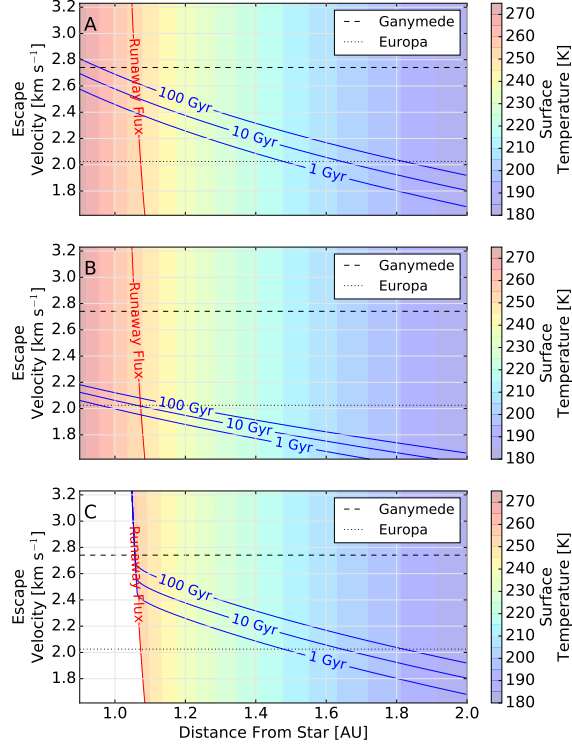 A
3.2
3.0
2.8
2.6
2.4
2.2
2.0
1.8
Escape
Velocity [km s⁻¹]
Runaway Flux
100 Gyr
10 Gyr
1 Gyr
Ganymede
Europa
270
260
250
240
230
220
210
200
190
180
Surface
Temperature [K]
B
3.2
3.0
2.8
2.6
2.4
2.2
2.0
1.8
Escape
Velocity [km s⁻¹]
Runaway Flux
100 Gyr
10 Gyr
1 Gyr
Ganymede
Europa
270
260
250
240
230
220
210
200
190
180
Surface
Temperature [K]
C
3.2
3.0
2.8
2.6
2.4
2.2
2.0
1.8
Escape
Velocity [km s⁻¹]
Runaway Flux
100 Gyr
10 Gyr
1 Gyr
Ganymede
Europa
270
260
250
240
230
220
210
200
190
180
Surface
Temperature [K]
1.0 1.2 1.4 1.6 1.8 2.0
Distance From Star [AU]